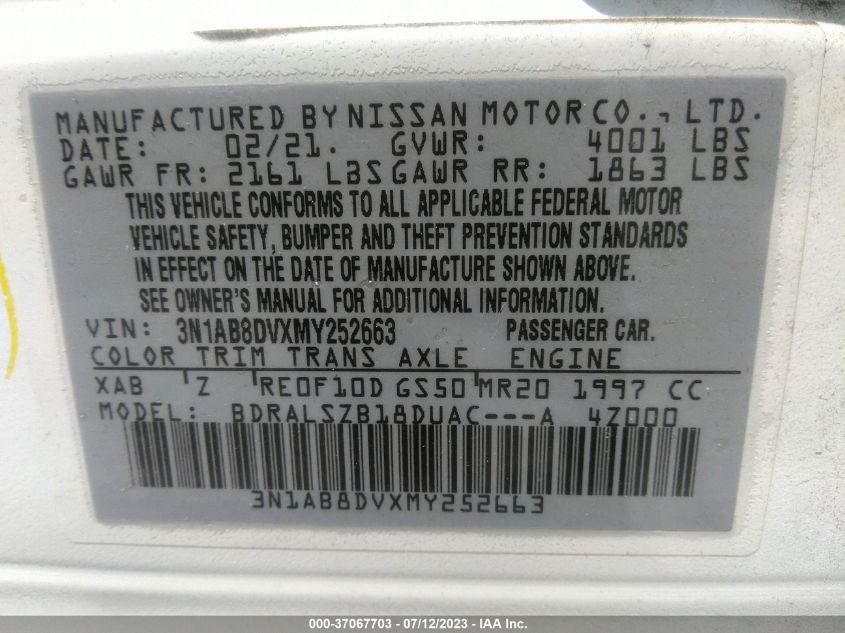 MANUFACTURED BY NISSAN MOTOR CO., LTD.
DATE: 02/21. GVWR: 4001 LBS
GAWR FR: 2161 LBS GAWR RR: 1863 LBS
THIS VEHICLE CONFORMS TO ALL APPLICABLE FEDERAL MOTOR
VEHICLE SAFETY, BUMPER AND THEFT PREVENTION STANDARDS
IN EFFECT ON THE DATE OF MANUFACTURE SHOWN ABOVE.
SEE OWNER'S MANUAL FOR ADDITIONAL INFORMATION.
VIN: 3N1AB8DVXMY252663 PASSENGER CAR.
COLOR TRIM TRANS AXLE ENGINE
XAB Z RE0F10D GS50 MR20 1997 CC
MODEL: BDRALSZB18DUAC---A 4Z000
3N1AB8DVXMY252663
000-37067703 - 07/12/2023 - IAA Inc.